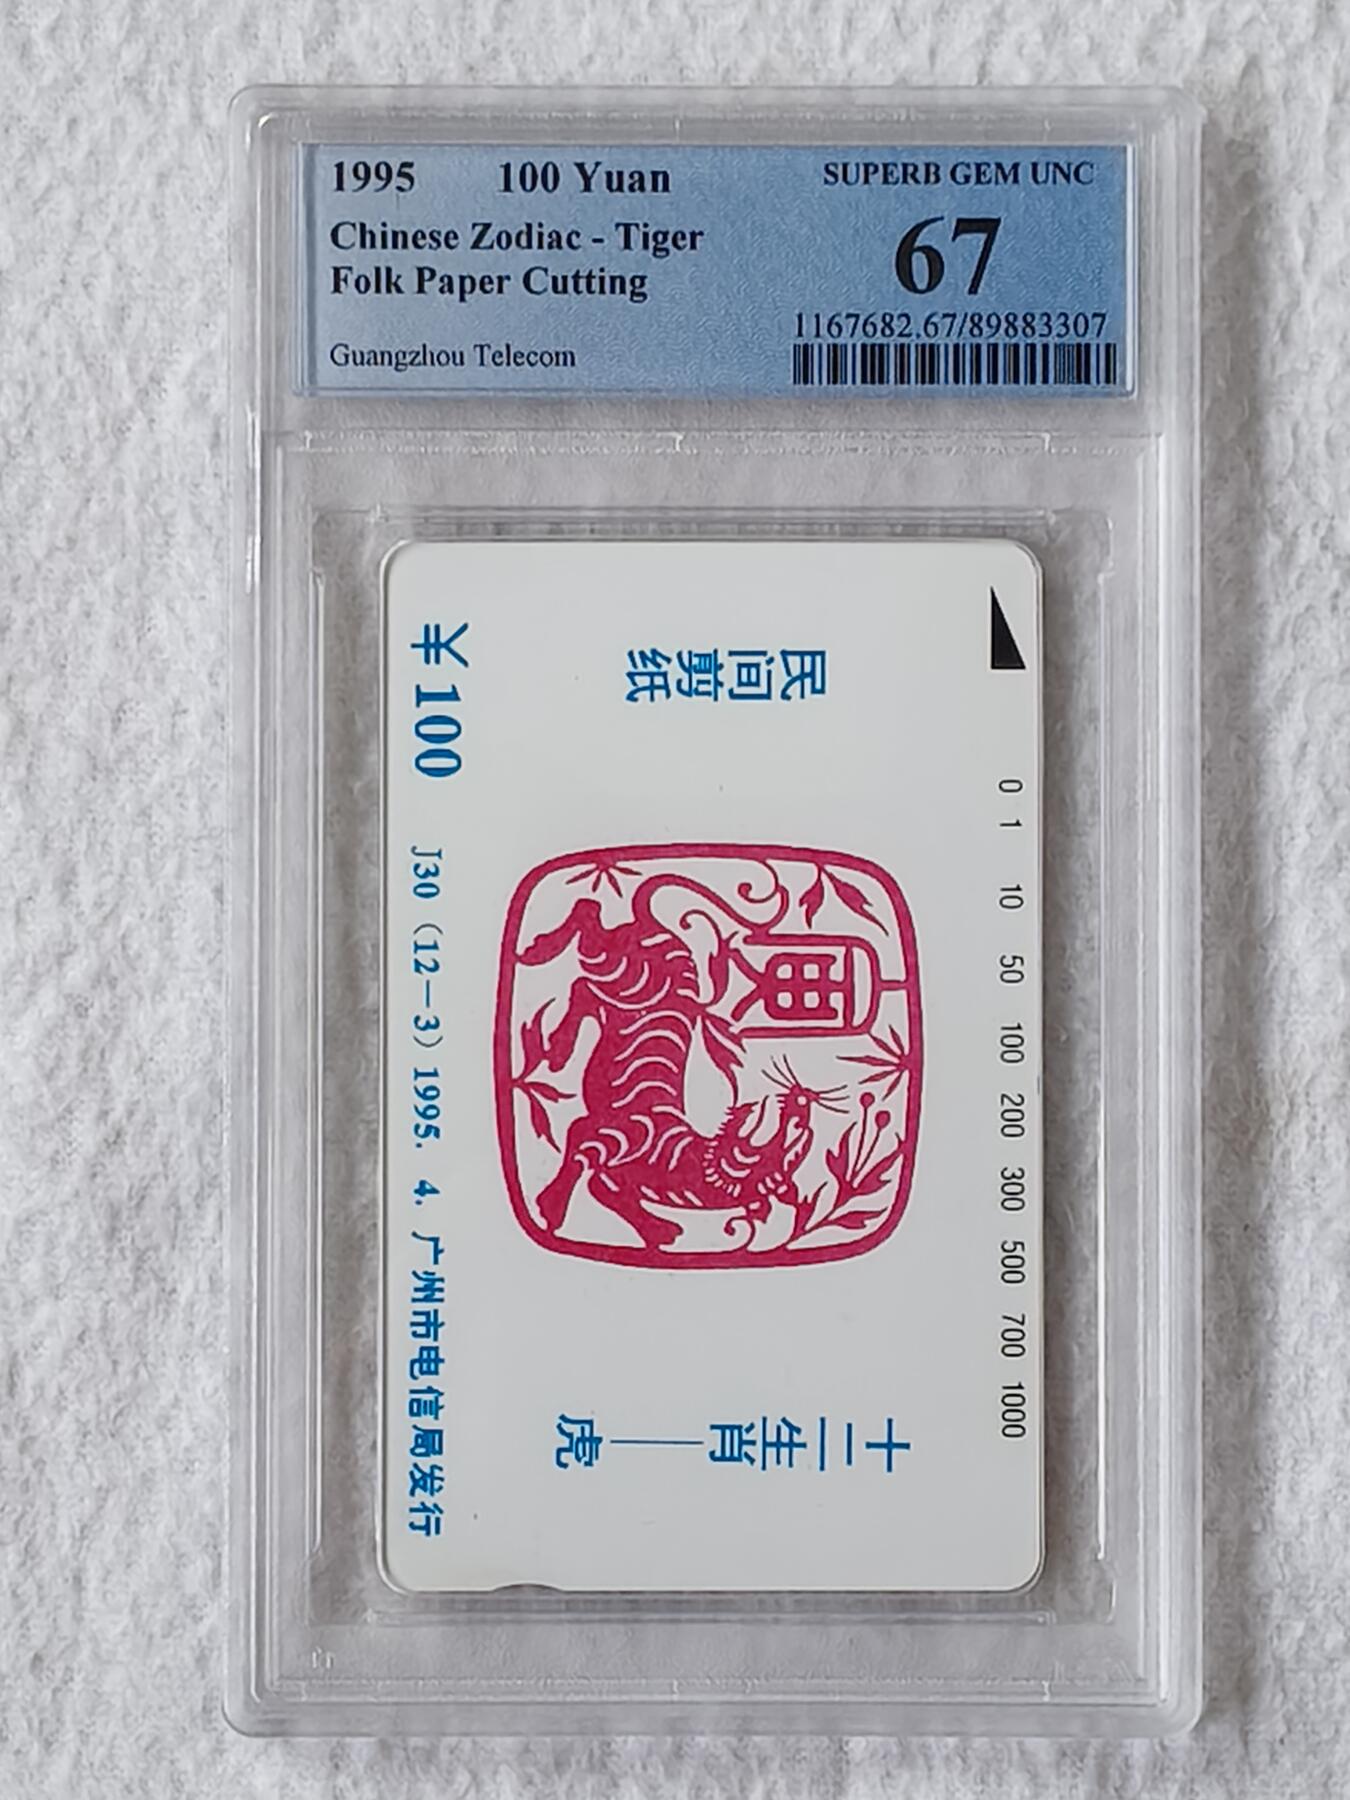 1995 100 Yuan
Chinese Zodiac - Tiger
Folk Paper Cutting
Guangzhou Telecom
SUPERB GEM UNC
67
1167682.67/89883307
0 1 10 50 100 200 300 500 700 1000
民间剪纸
寅
十二生肖——虎
¥100 J30（12—3）1995. 4. 广州市电信局发行